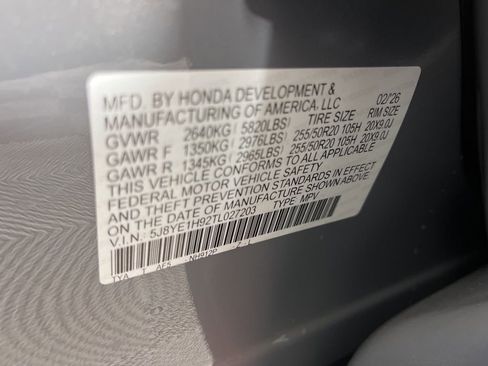 MFD. BY HONDA DEVELOPMENT &
MANUFACTURING OF AMERICA, LLC 02/26
GVWR 2640KG (5820LBS) TIRE SIZE RIM SIZE
GAWR F 1350KG (2976LBS) 255/50R20 105H 20X9.0J
GAWR R 1345KG (2965LBS) 255/50R20 105H 20X9.0J
THIS VEHICLE CONFORMS TO ALL APPLICABLE
FEDERAL MOTOR VEHICLE SAFETY, BUMPER,
AND THEFT PREVENTION STANDARDS IN EFFECT
ON THE DATE OF MANUFACTURE SHOWN ABOVE.
V.I.N.: 5J8YE1H92TL027203 TYPE: MPV
TYA